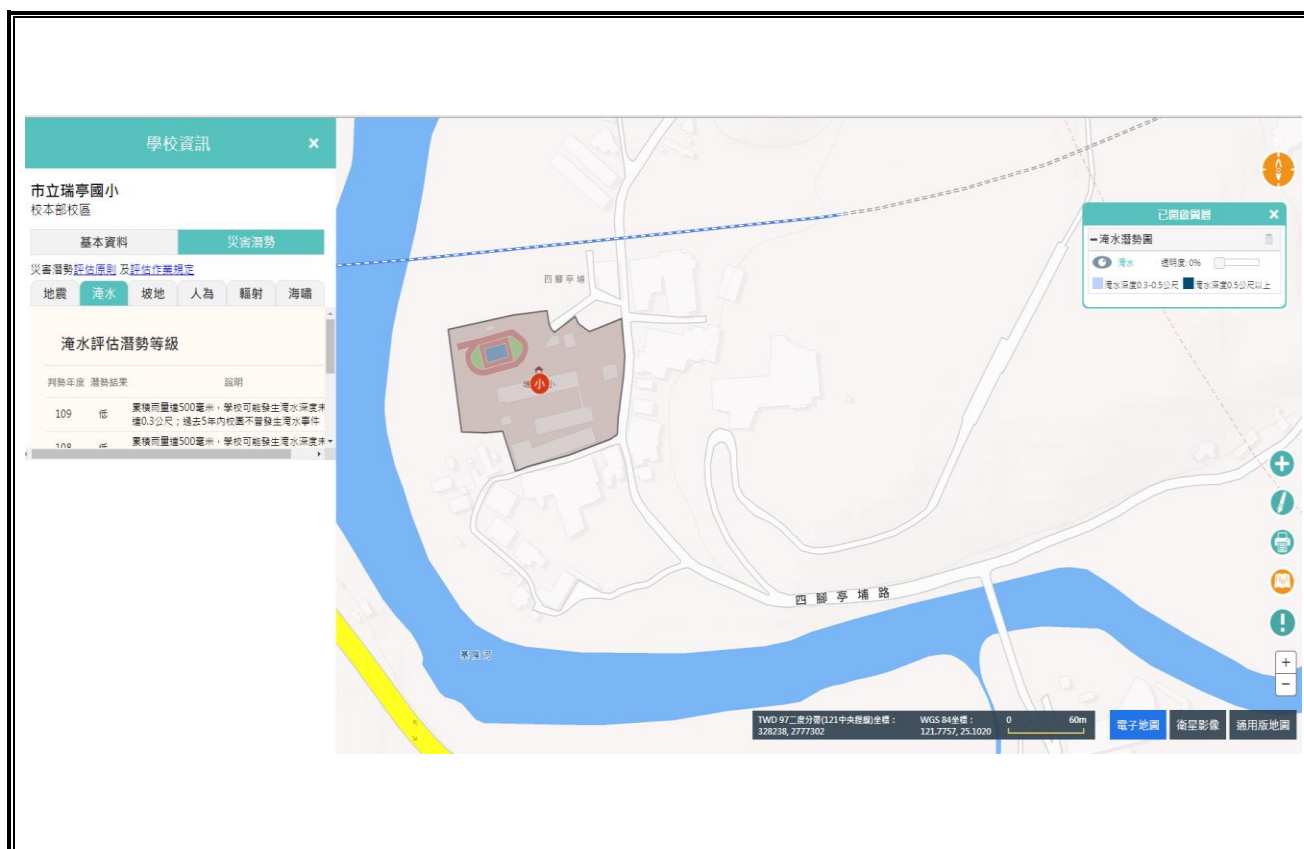 學校資訊 ×
市立瑞亭國小
校本部校區
基本資料 災害潛勢
災害潛勢評估原則 及評估作業規定
地震 淹水 坡地 人為 輻射 海嘯
淹水評估潛勢等級
判勢年度 潛勢結果 說明
109 低 累積雨量達500毫米，學校可能發生淹水深度未
達0.3公尺；過去5年內校園不曾發生淹水事件
108 低 累積雨量達500毫米，學校可能發生淹水深度未
四腳亭埔
小
四腳亭埔路
基隆河
已開啟圖層 ×
淹水潛勢圖
淹水 透明度: 0%
淹水深度0.3-0.5公尺 淹水深度0.5公尺以上
+
−
TWD 97二度分帶(121中央經線)坐標：
328238, 2777302
WGS 84坐標：
121.7757, 25.1020
0 60m
電子地圖 衛星影像 通用版地圖